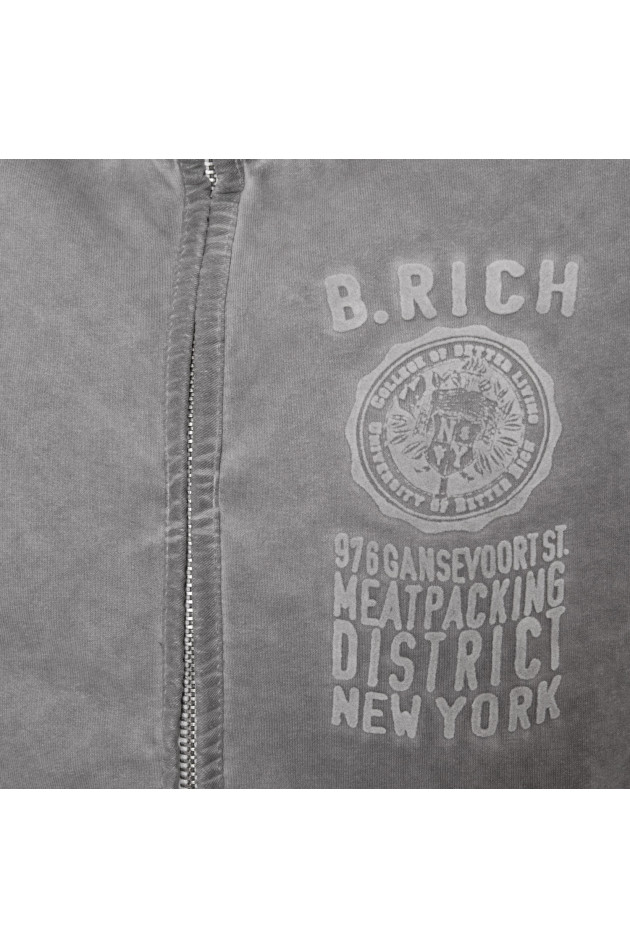 B.RICH
COLLEGE OF BETTER LIVING
NY
UNIVERSITY OF BETTER RICH
976 GANSEVOORT ST.
MEATPACKING
DISTRICT
NEW YORK